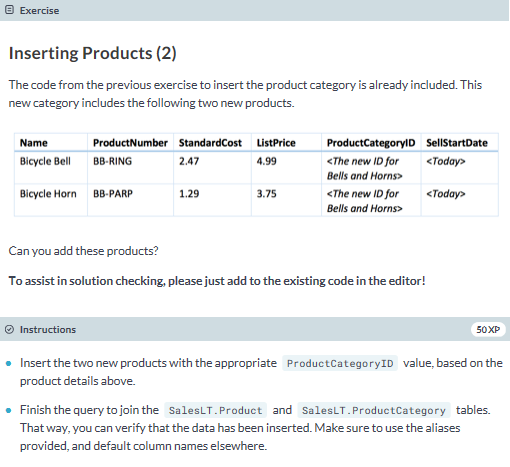 Exercise
Inserting Products (2)
The code from the previous exercise to insert the product category is already included. This
new category includes the following two new products.
Name ProductNumber StandardCost ListPrice ProductCategoryID SellStartDate
Bicycle Bell BB-RING 2.47 4.99 <The new ID for <Today>
Bells and Horns>
Bicycle Horn BB-PARP 1.29 3.75 <The new ID for <Today>
Bells and Horns>
Can you add these products?
To assist in solution checking, please just add to the existing code in the editor!
Instructions 50 XP
Insert the two new products with the appropriate ProductCategoryID value, based on the
product details above.
Finish the query to join the SalesLT.Product and SalesLT.ProductCategory tables.
That way, you can verify that the data has been inserted. Make sure to use the aliases
provided, and default column names elsewhere.